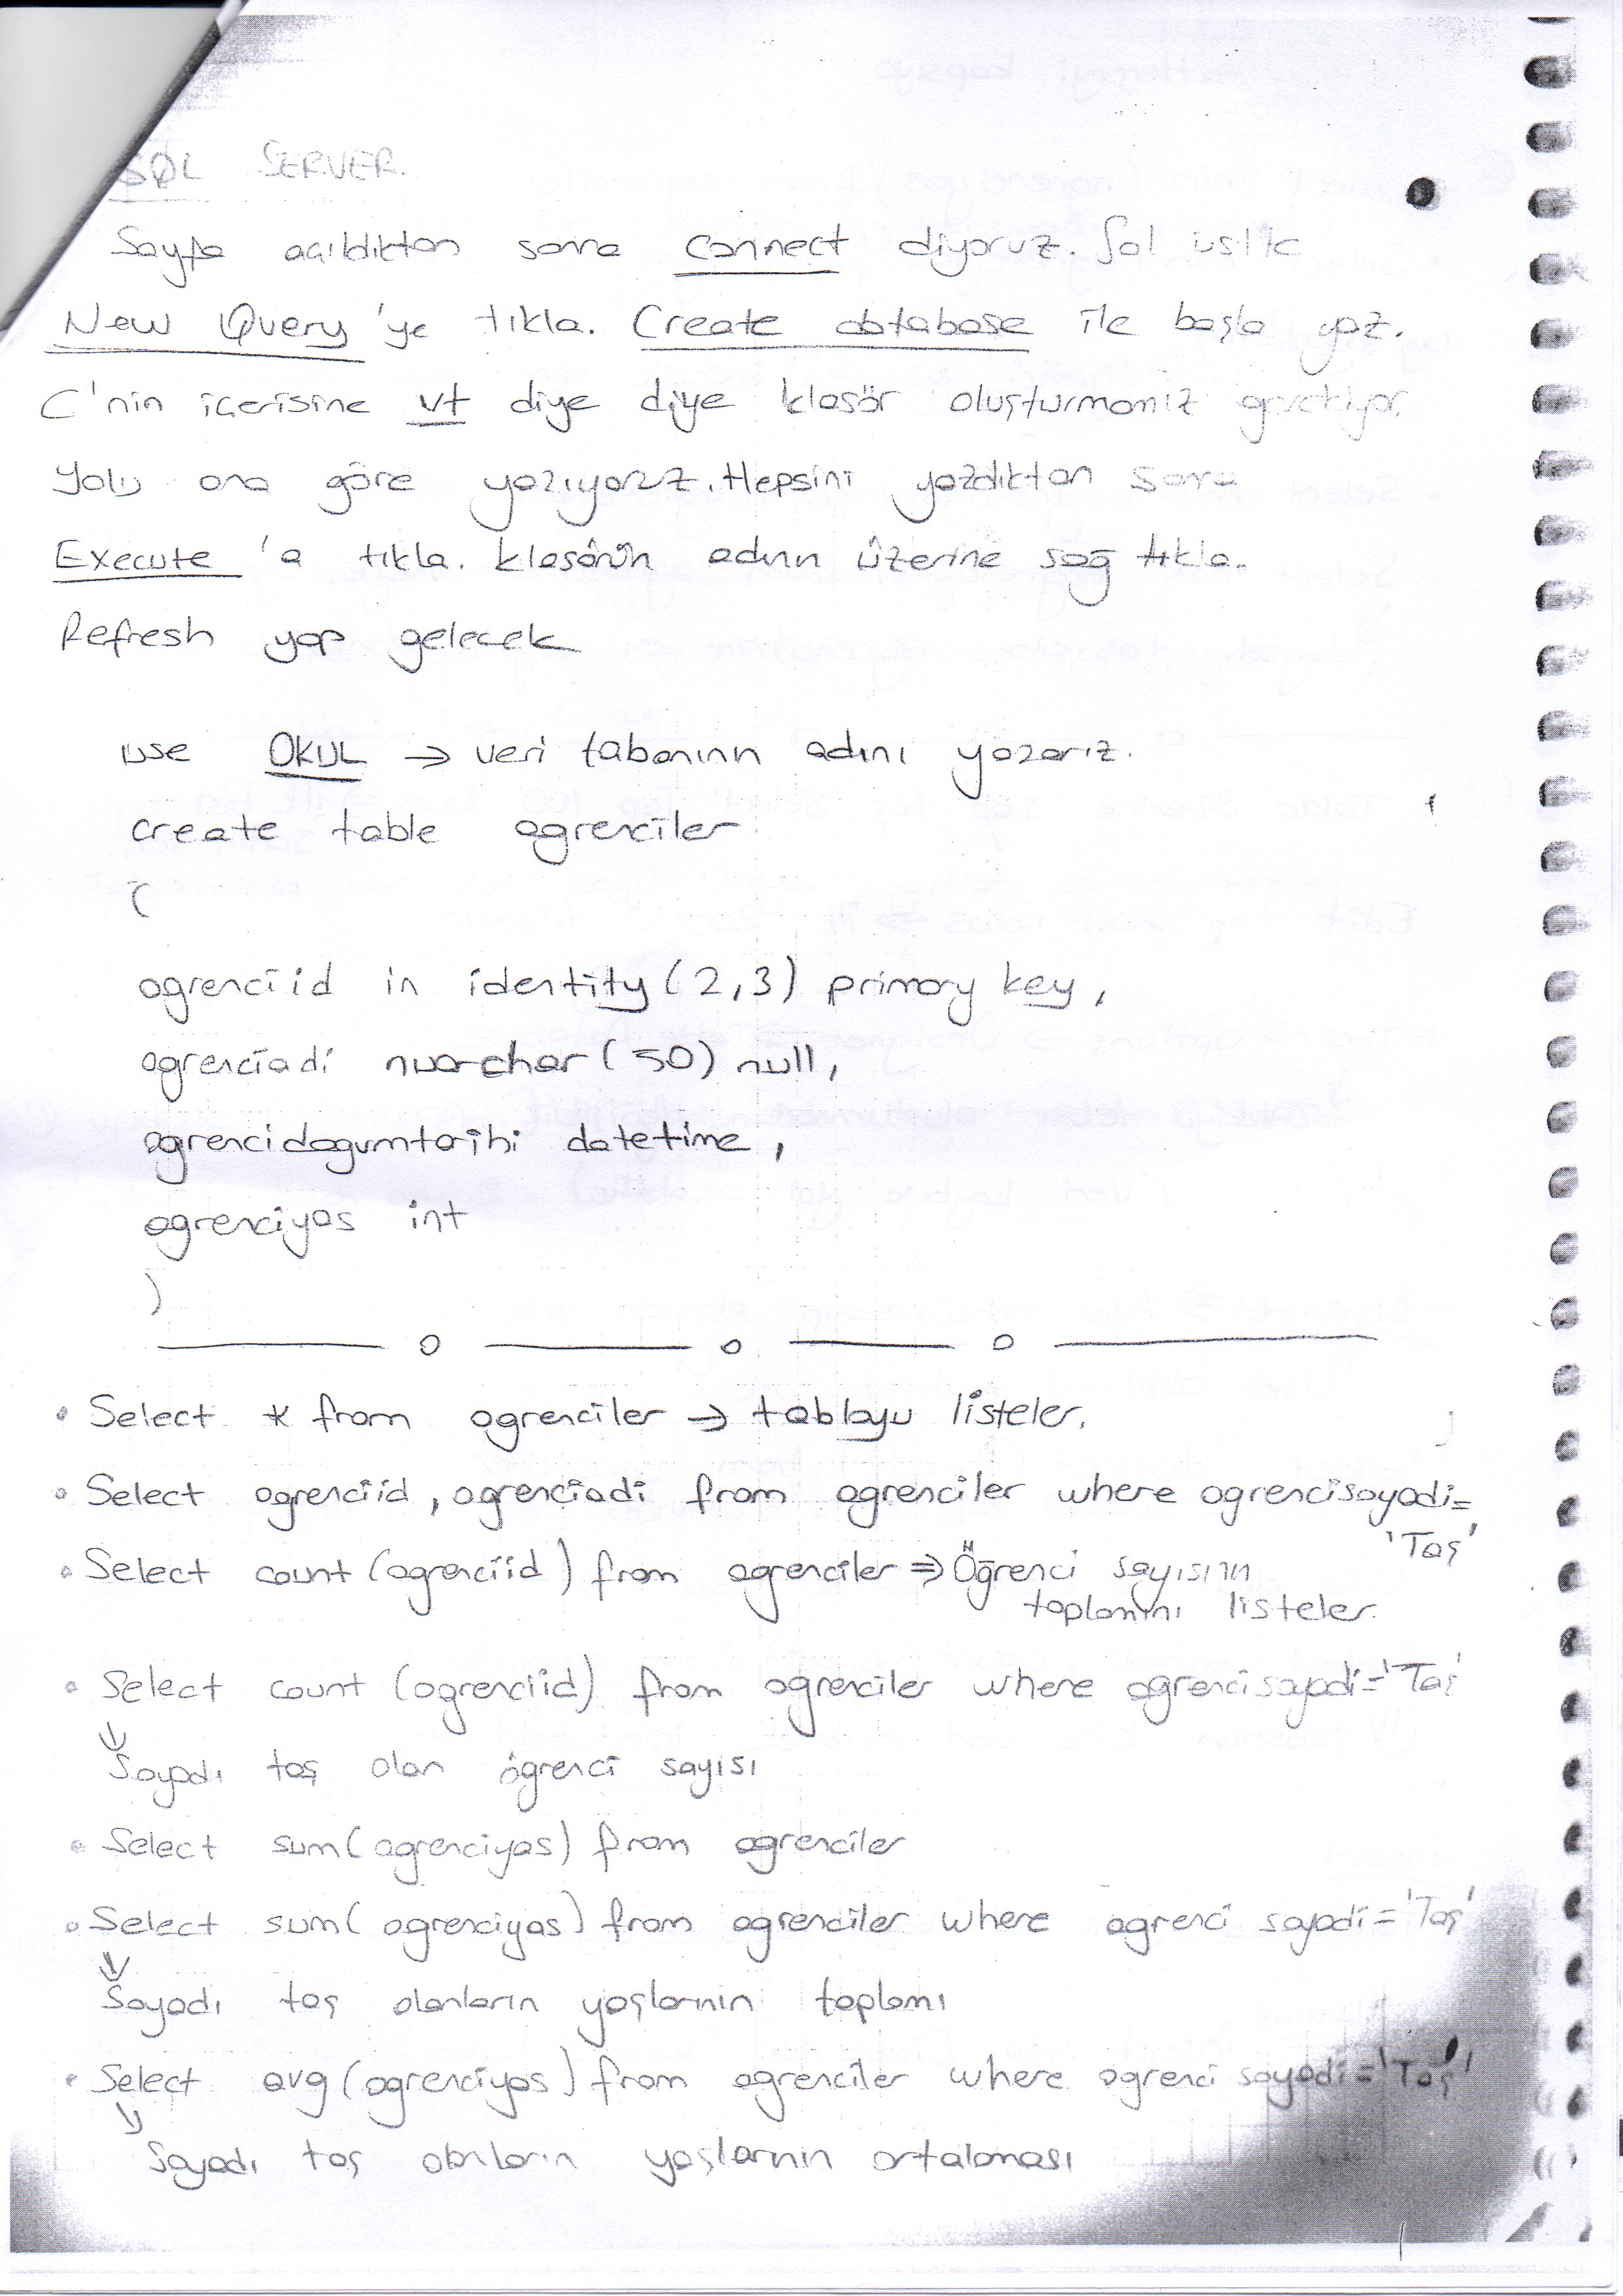 SQL SERVER.
Sayfa açıldıktan sonra Connect diyoruz. Sol üstte
New Query'ye tıkla. Create database ile başla yaz.
C'nin içerisine vt diye diye klasör oluşturmamız gerekiyor.
Yolu ona göre yazıyoruz. Hepsini yazdıktan sonra
Execute 'a tıkla. klasörün adının üzerine sağ tıkla.
Refresh yap gelecek
use OKUL → veri tabanının adını yazarız.
create table ogrenciler
(
ogrenciid in identity(2,3) primary key,
ogrenciadi nvarchar(50) null,
ogrencidogumtarihi datetime,
ogrenciyas int
)
• Select * from ogrenciler → tabloyu listeler.
• Select ogrenciid, ogrenciadi from ogrenciler where ogrencisoyadi=
'Taş'
• Select count(ogrenciid) from ogrenciler ⇒ Öğrenci sayısının
toplamını listeler.
• Select count (ogrenciid) from ogrenciler where ogrencisoyadi='Taş'
⇓
Soyadı taş olan öğrenci sayısı
• Select sum(ogrenciyas) from ogrenciler
• Select sum(ogrenciyas) from ogrenciler where ogrenci soyadi='Taş'
⇓
Soyadı taş olanların yaşlarının toplamı
• Select avg(ogrenciyas) from ogrenciler where ogrenci soyadi='Taş'
⇓
Soyadı taş olanların yaşlarının ortalaması